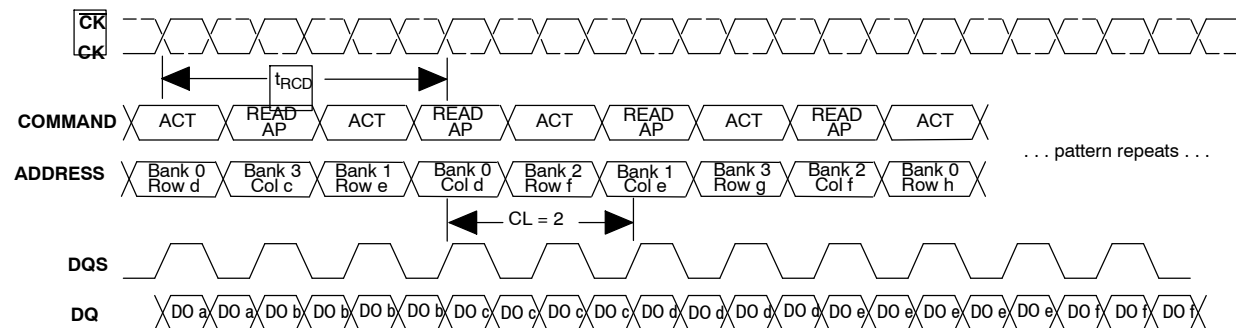 CK
CK
tRCD
COMMAND ACT READ AP ACT READ AP ACT READ AP ACT READ AP ACT
. . . pattern repeats . . .
ADDRESS Bank 0 Row d Bank 3 Col c Bank 1 Row e Bank 0 Col d Bank 2 Row f Bank 1 Col e Bank 3 Row g Bank 2 Col f Bank 0 Row h
CL = 2
DQS
DQ DO a DO a DO b DO b DO b DO b DO c DO c DO c DO c DO d DO d DO d DO d DO e DO e DO e DO e DO e DO f DO f DO f